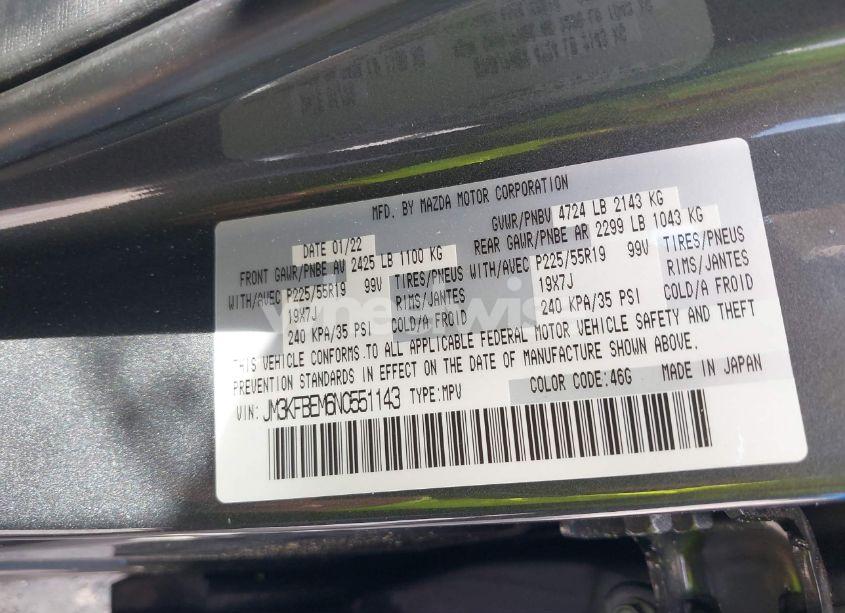 MFD. BY MAZDA MOTOR CORPORATION
DATE 01/22 GVWR/PNBV 4724 LB 2143 KG
FRONT GAWR/PNBE AV 2425 LB 1100 KG REAR GAWR/PNBE AR 2299 LB 1043 KG
WITH/AVEC P225/55R19 99V TIRES/PNEUS WITH/AVEC P225/55R19 99V TIRES/PNEUS
19X7J RIMS/JANTES 19X7J RIMS/JANTES
240 KPA/35 PSI COLD/A FROID 240 KPA/35 PSI COLD/A FROID
THIS VEHICLE CONFORMS TO ALL APPLICABLE FEDERAL MOTOR VEHICLE SAFETY AND THEFT
PREVENTION STANDARDS IN EFFECT ON THE DATE OF MANUFACTURE SHOWN ABOVE.
VIN: JM3KFBEM6N0551143 TYPE:MPV COLOR CODE:46G MADE IN JAPAN